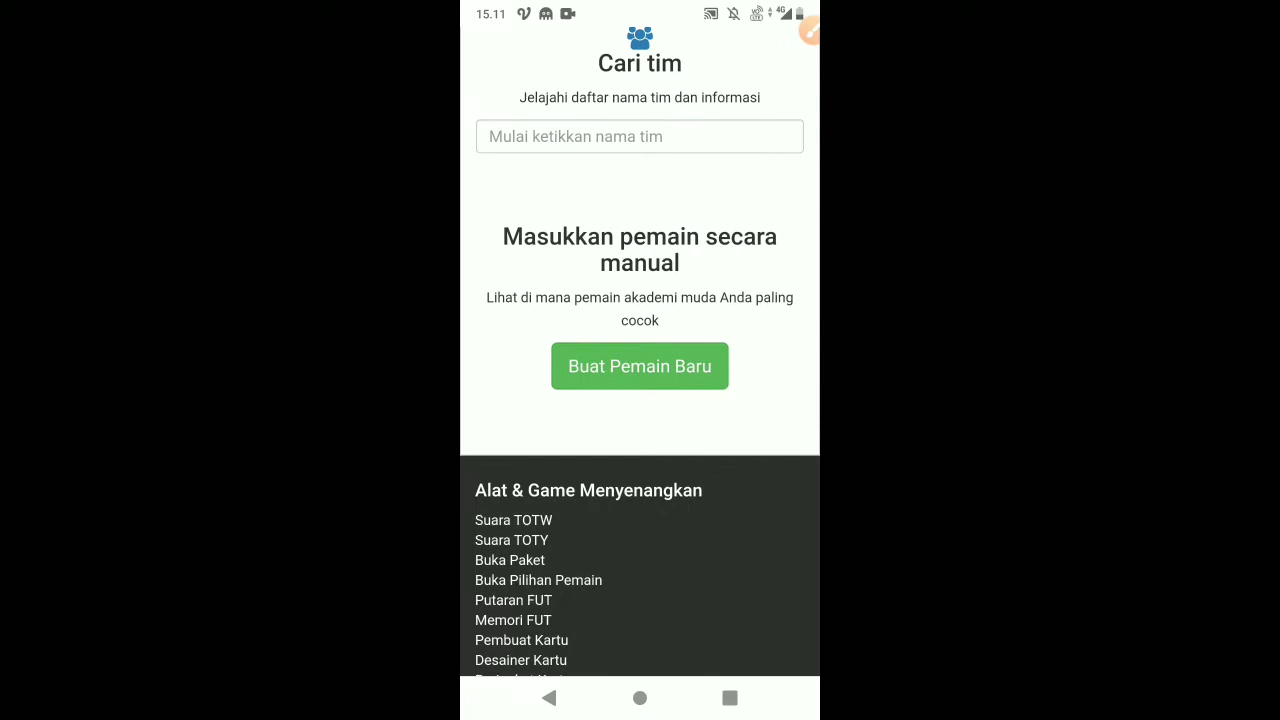 15.11
4G
Cari tim
Jelajahi daftar nama tim dan informasi
Mulai ketikkan nama tim
Masukkan pemain secara
manual
Lihat di mana pemain akademi muda Anda paling
cocok
Buat Pemain Baru
Alat & Game Menyenangkan
Suara TOTW
Suara TOTY
Buka Paket
Buka Pilihan Pemain
Putaran FUT
Memori FUT
Pembuat Kartu
Desainer Kartu